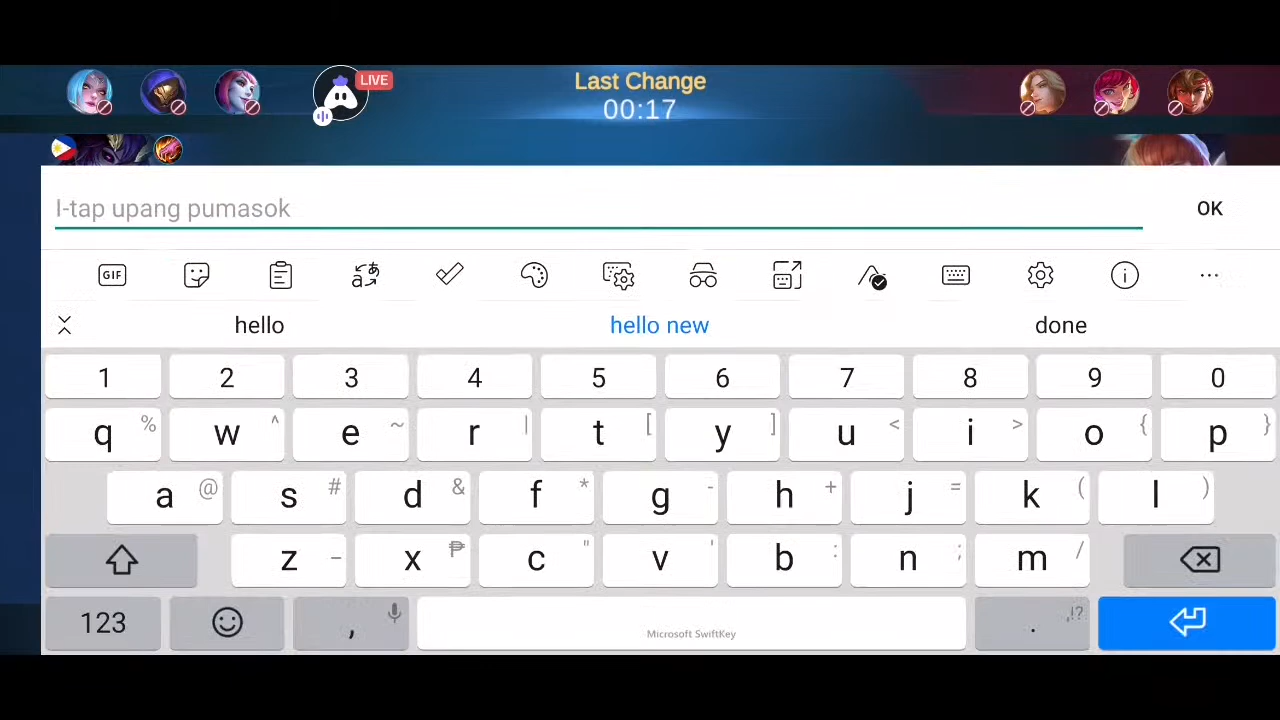 LIVE
Last Change
00:17
I-tap upang pumasok
OK
GIF
hello
hello new
done
1 2 3 4 5 6 7 8 9 0
q % w ^ e ~ r | t [ y ] u < i > o { p }
a @ s # d & f * g - h + j = k ( l )
z _ x ₱ c " v ' b : n ; m /
123 , Microsoft SwiftKey . ,!?